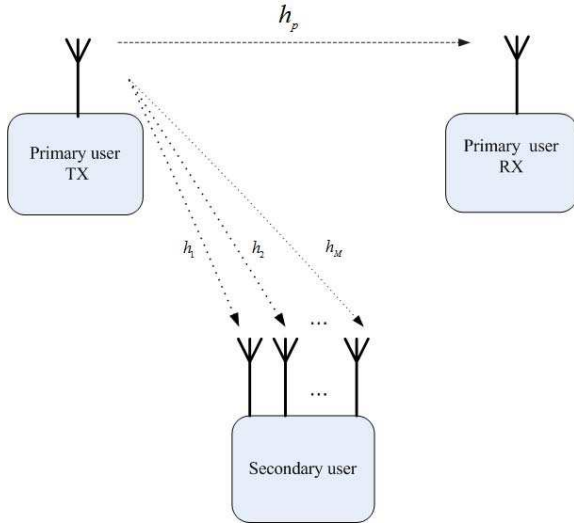 h_p
Primary user
TX
Primary user
RX
h_1
h_2
h_M
...
...
Secondary user